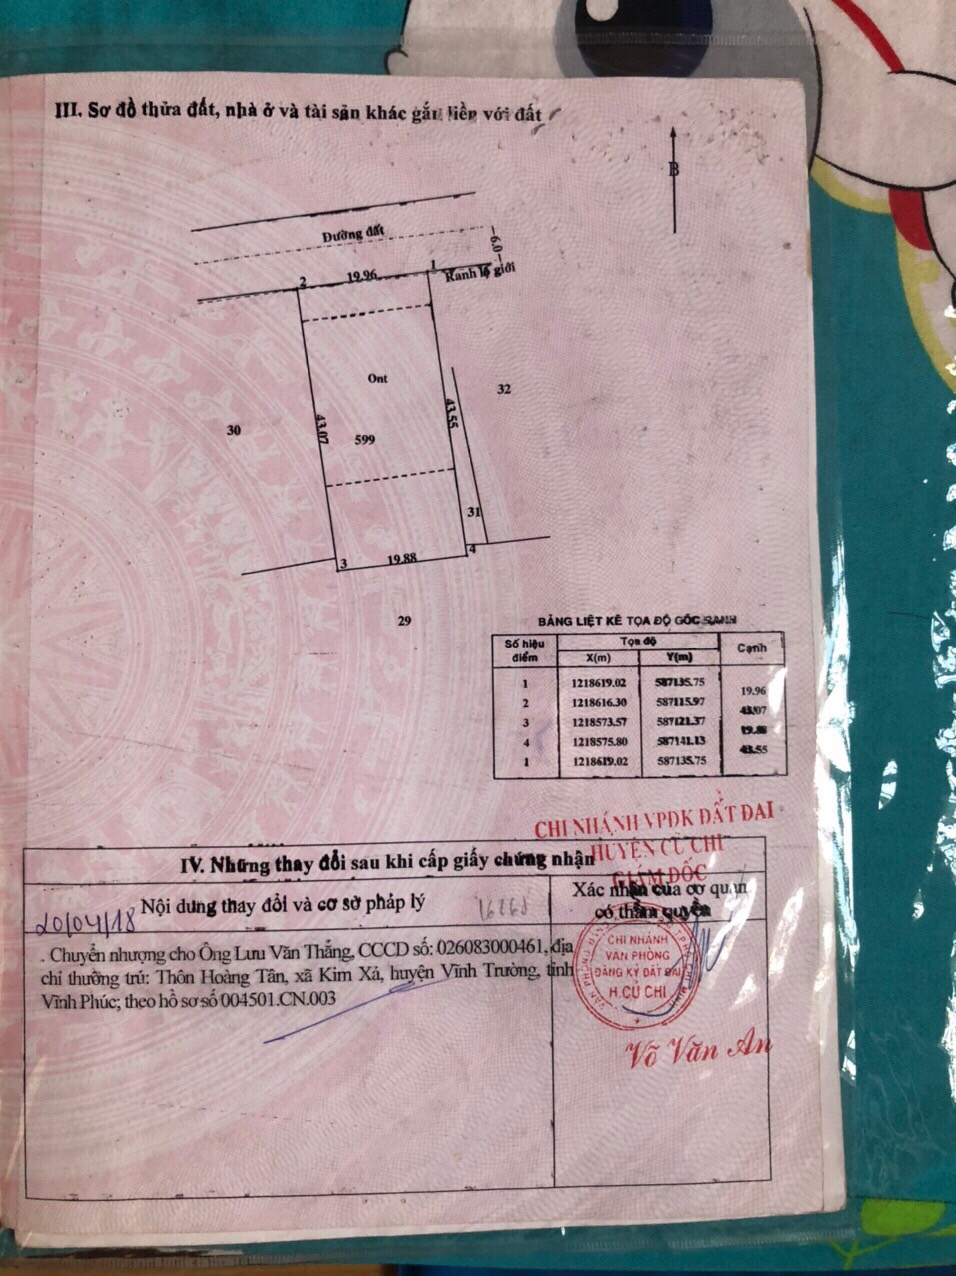 III. Sơ đồ thửa đất, nhà ở và tài sản khác gắn liền với đất
B
Đường đất
6.0
Ranh lộ giới
2
19.96
1
Ont
32
30
43.07
43.55
599
31
3
19.88
4
29
BẢNG LIỆT KÊ TỌA ĐỘ GÓC RANH
Số hiệu điểm Tọa độ Cạnh
X(m) Y(m)
1 1218619.02 587135.75
19.96
2 1218616.30 587115.97
43.07
3 1218573.57 587121.37
19.88
4 1218575.80 587141.13
43.55
1 1218619.02 587135.75
CHI NHÁNH VPĐK ĐẤT ĐAI
HUYỆN CỦ CHI
GIÁM ĐỐC
IV. Những thay đổi sau khi cấp giấy chứng nhận
Nội dung thay đổi và cơ sở pháp lý
Xác nhận của cơ quan
có thẩm quyền
20/04/18
. Chuyển nhượng cho Ông Lưu Văn Thắng, CCCD số: 026083000461, địa
chỉ thường trú: Thôn Hoàng Tân, xã Kim Xá, huyện Vĩnh Trường, tỉnh
Vĩnh Phúc; theo hồ sơ số 004501.CN.003
CHI NHÁNH
VĂN PHÒNG
ĐĂNG KÝ ĐẤT ĐAI
H.CỦ CHI
Võ Văn An